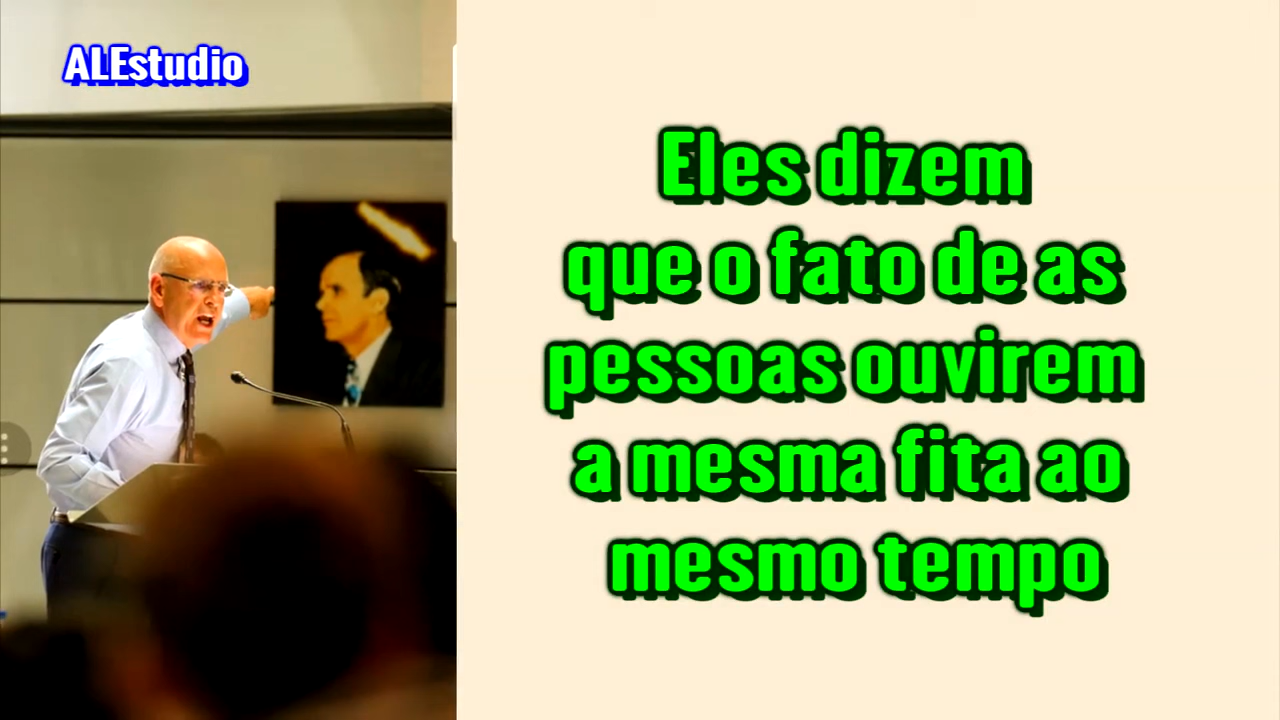 ALEstudio
Eles dizem
que o fato de as
pessoas ouvirem
a mesma fita ao
mesmo tempo